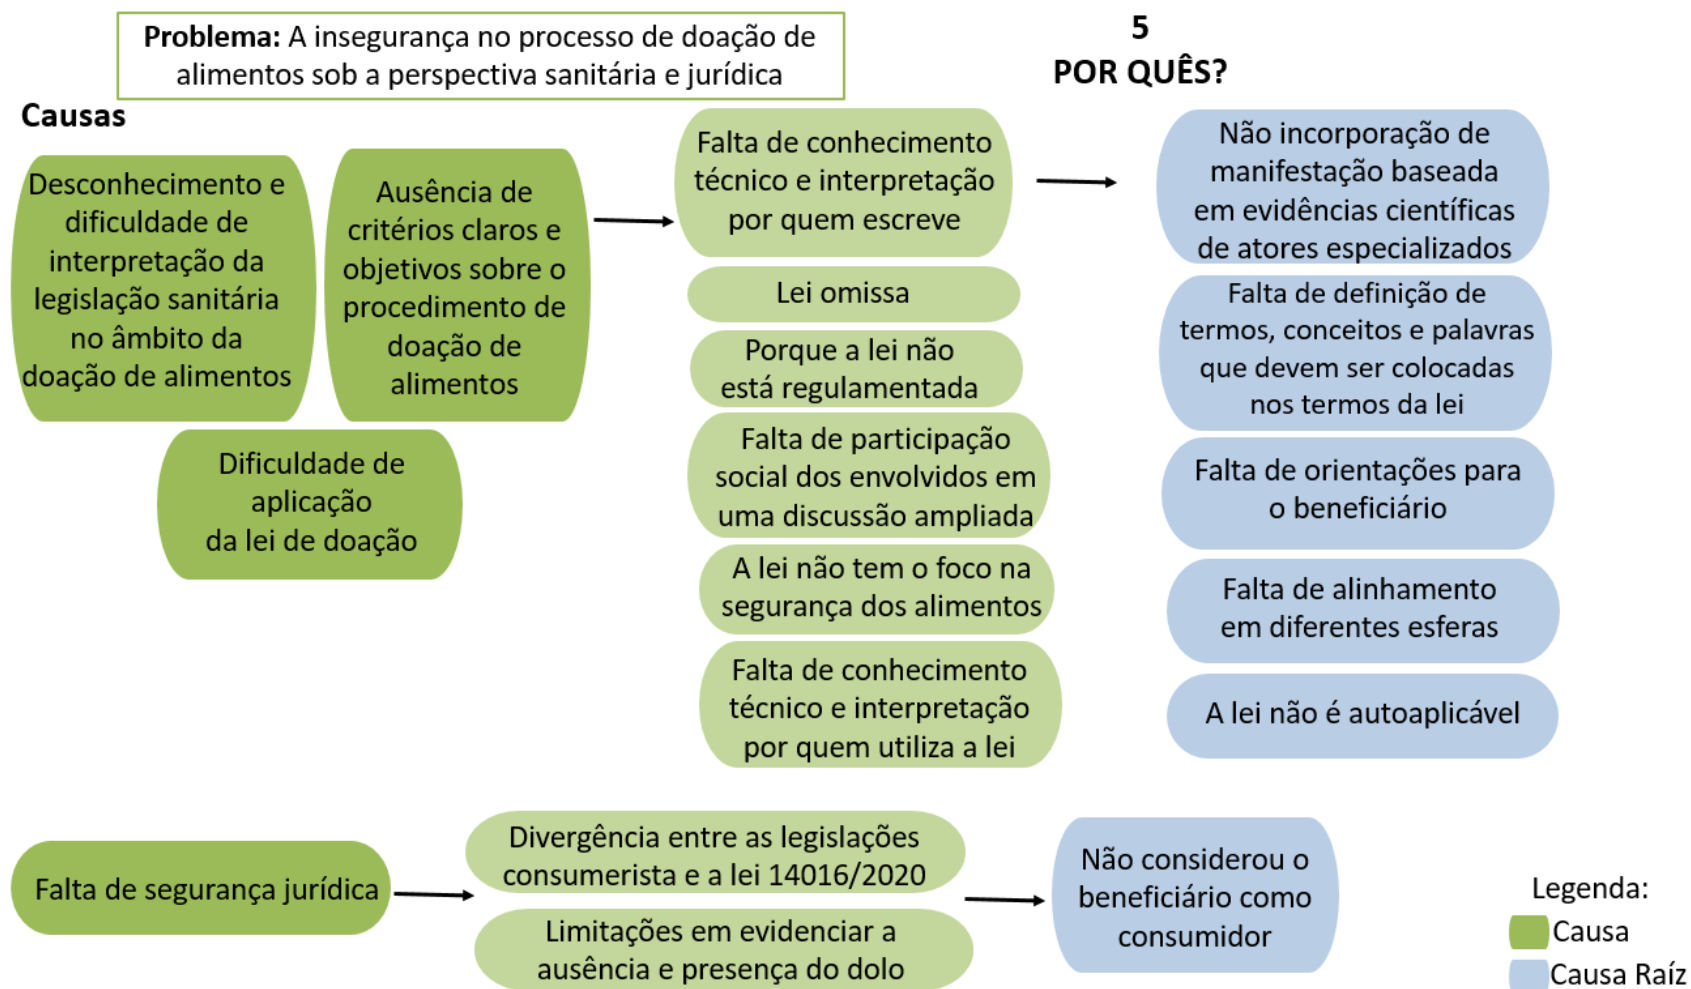 Problema: A insegurança no processo de doação de
alimentos sob a perspectiva sanitária e jurídica
5
POR QUÊS?
Causas
Desconhecimento e
dificuldade de
interpretação da
legislação sanitária
no âmbito da
doação de alimentos
Ausência de
critérios claros e
objetivos sobre o
procedimento de
doação de
alimentos
Dificuldade de
aplicação
da lei de doação
Falta de conhecimento
técnico e interpretação
por quem escreve
Lei omissa
Porque a lei não
está regulamentada
Falta de participação
social dos envolvidos em
uma discussão ampliada
A lei não tem o foco na
segurança dos alimentos
Falta de conhecimento
técnico e interpretação
por quem utiliza a lei
Não incorporação de
manifestação baseada
em evidências científicas
de atores especializados
Falta de definição de
termos, conceitos e palavras
que devem ser colocadas
nos termos da lei
Falta de orientações para
o beneficiário
Falta de alinhamento
em diferentes esferas
A lei não é autoaplicável
Falta de segurança jurídica
Divergência entre as legislações
consumerista e a lei 14016/2020
Limitações em evidenciar a
ausência e presença do dolo
Não considerou o
beneficiário como
consumidor
Legenda:
Causa
Causa Raíz